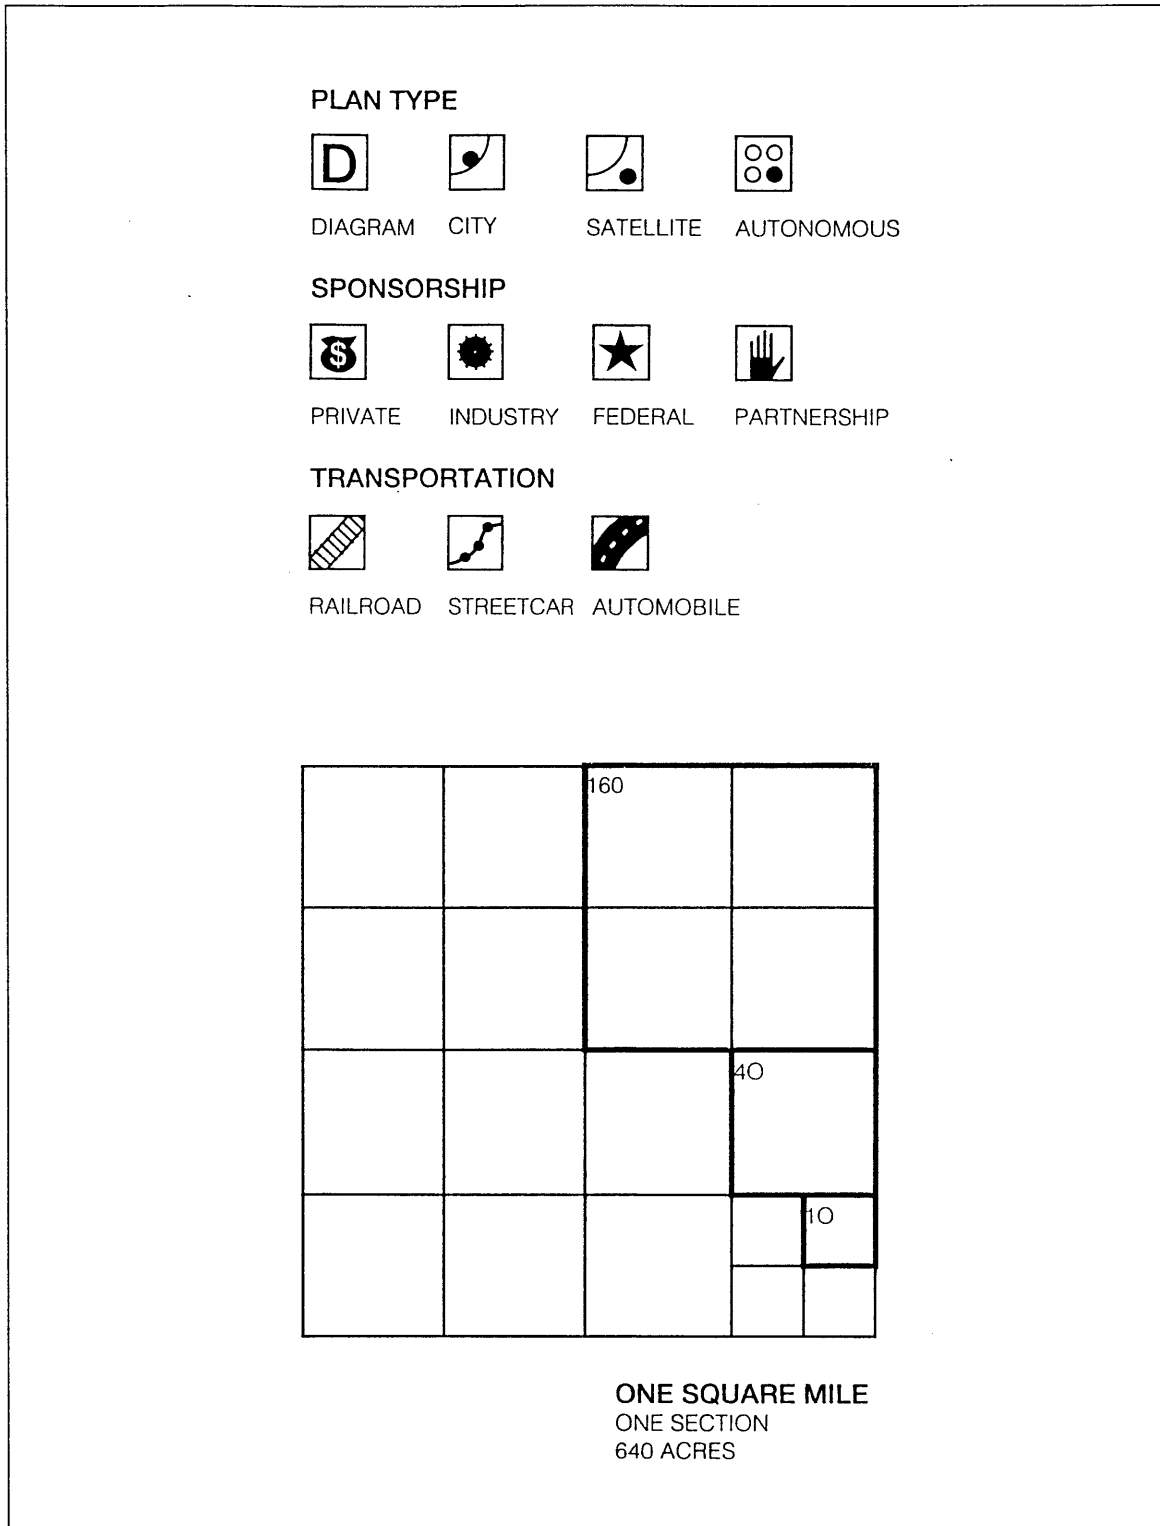 PLAN TYPE
D
DIAGRAM CITY SATELLITE AUTONOMOUS
SPONSORSHIP
$
PRIVATE INDUSTRY FEDERAL PARTNERSHIP
TRANSPORTATION
RAILROAD STREETCAR AUTOMOBILE
160
40
10
ONE SQUARE MILE
ONE SECTION
640 ACRES